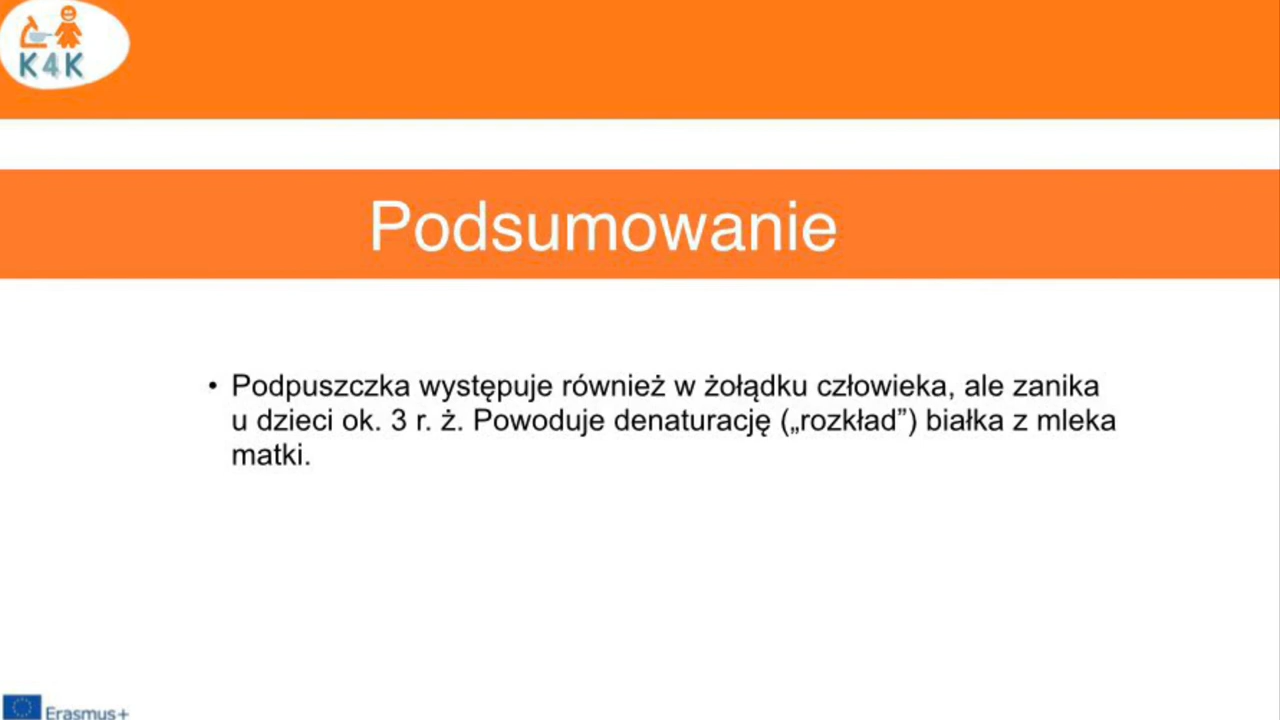 K4K
Podsumowanie
• Podpuszczka występuje również w żołądku człowieka, ale zanika
u dzieci ok. 3 r. ż. Powoduje denaturację („rozkład”) białka z mleka
matki.
Erasmus+